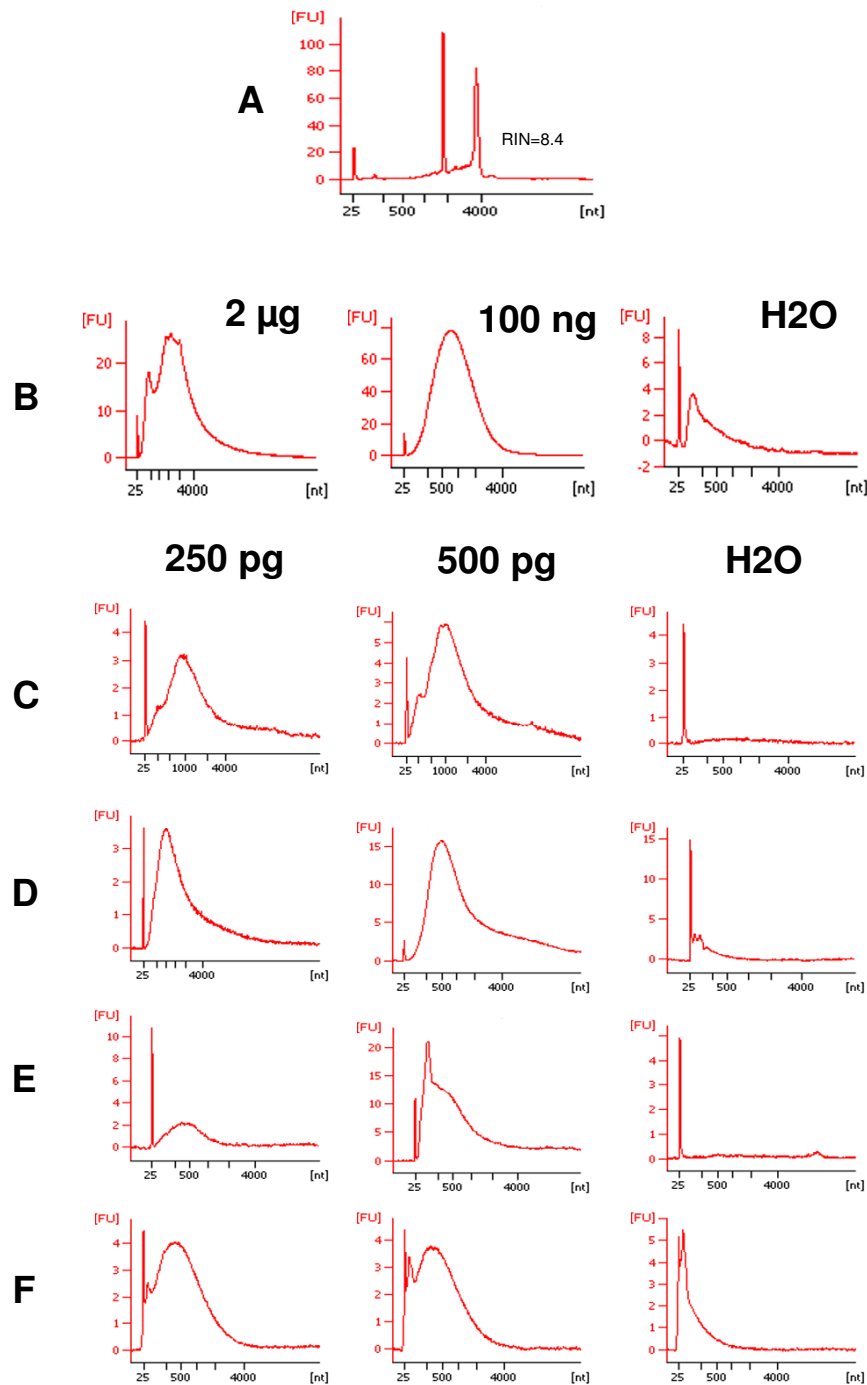 [FU]
100
80
60
40
20
0
A
RIN=8.4
25 500 4000 [nt]
2 µg 100 ng H2O
B
[FU] [FU] [FU]
20
10
0
25 4000 [nt]
60
40
20
0
25 500 4000 [nt]
8
6
4
2
0
-2
25 500 4000 [nt]
250 pg 500 pg H2O
C
[FU] [FU] [FU]
4
3
2
1
0
25 1000 4000 [nt]
5
4
3
2
1
0
25 1000 4000 [nt]
4
3
2
1
0
25 500 4000 [nt]
D
[FU] [FU] [FU]
3
2
1
0
25 4000 [nt]
15
10
5
0
25 500 4000 [nt]
15
10
5
0
25 500 4000 [nt]
E
[FU] [FU] [FU]
10
8
6
4
2
0
25 500 4000 [nt]
20
15
10
5
0
25 500 4000 [nt]
4
3
2
1
0
25 500 4000 [nt]
F
[FU] [FU] [FU]
4
3
2
1
0
25 500 4000 [nt]
4
3
2
1
0
25 500 4000 [nt]
5
4
3
2
1
0
25 500 4000 [nt]